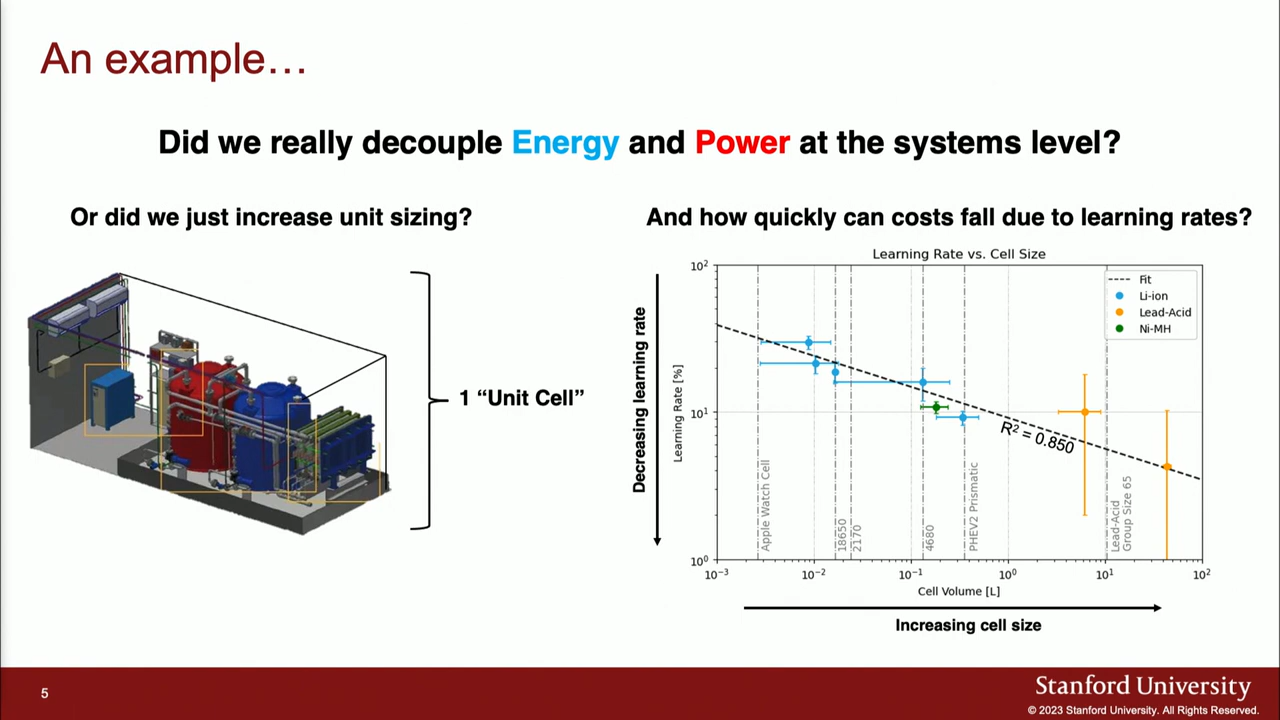 An example…
Did we really decouple Energy and Power at the systems level?
Or did we just increase unit sizing?
1 “Unit Cell”
And how quickly can costs fall due to learning rates?
Learning Rate vs. Cell Size
Decreasing learning rate
Learning Rate [%]
10²
10¹
10⁰
Fit
Li-ion
Lead-Acid
Ni-MH
R² = 0.850
Apple Watch Cell
18650
2170
4680
PHEV2 Prismatic
Lead-Acid
Group Size 65
10⁻³
10⁻²
10⁻¹
10⁰
10¹
10²
Cell Volume [L]
Increasing cell size
5
Stanford University
© 2023 Stanford University. All Rights Reserved.